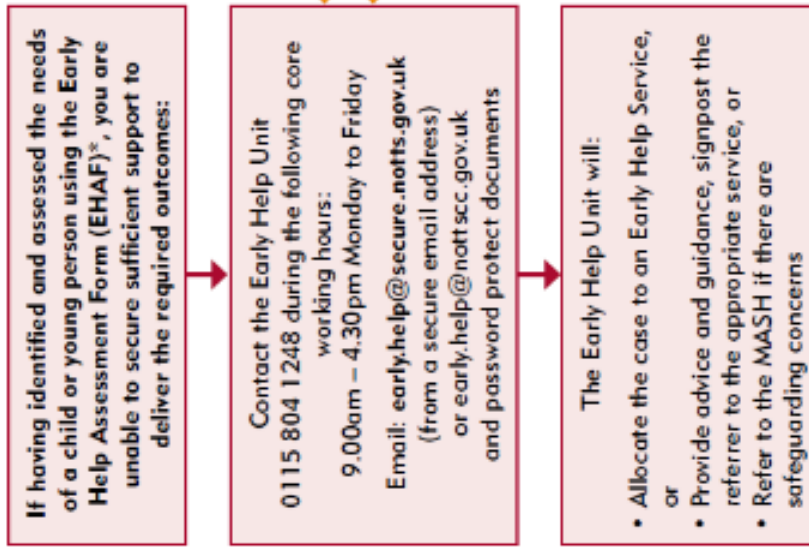 If having identified and assessed the needs
of a child or young person using the Early
Help Assessment Form (EHAF)*, you are
unable to secure sufficient support to
deliver the required outcomes:
Contact the Early Help Unit
0115 804 1248 during the following core
working hours:
9.00am – 4.30pm Monday to Friday
Email: early.help@secure.notts.gov.uk
(from a secure email address)
or early.help@nottscc.gov.uk
and password protect documents
The Early Help Unit will:
• Allocate the case to an Early Help Service,
or
• Provide advice and guidance, signpost the
referrer to the appropriate service, or
• Refer to the MASH if there are
safeguarding concerns